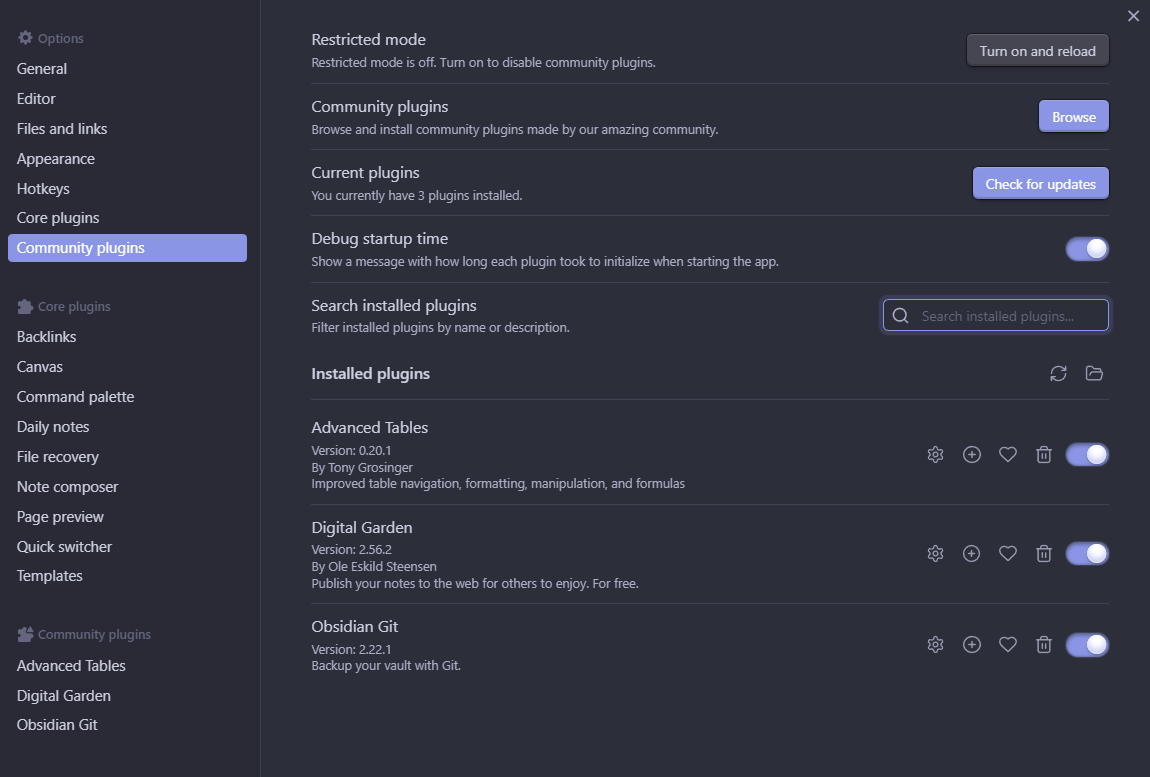 Options
General
Editor
Files and links
Appearance
Hotkeys
Core plugins
Community plugins
Core plugins
Backlinks
Canvas
Command palette
Daily notes
File recovery
Note composer
Page preview
Quick switcher
Templates
Community plugins
Advanced Tables
Digital Garden
Obsidian Git
Restricted mode
Restricted mode is off. Turn on to disable community plugins.
Turn on and reload
Community plugins
Browse and install community plugins made by our amazing community.
Browse
Current plugins
You currently have 3 plugins installed.
Check for updates
Debug startup time
Show a message with how long each plugin took to initialize when starting the app.
Search installed plugins
Filter installed plugins by name or description.
Search installed plugins...
Installed plugins
Advanced Tables
Version: 0.20.1
By Tony Grosinger
Improved table navigation, formatting, manipulation, and formulas
Digital Garden
Version: 2.56.2
By Ole Eskild Steensen
Publish your notes to the web for others to enjoy. For free.
Obsidian Git
Version: 2.22.1
Backup your vault with Git.